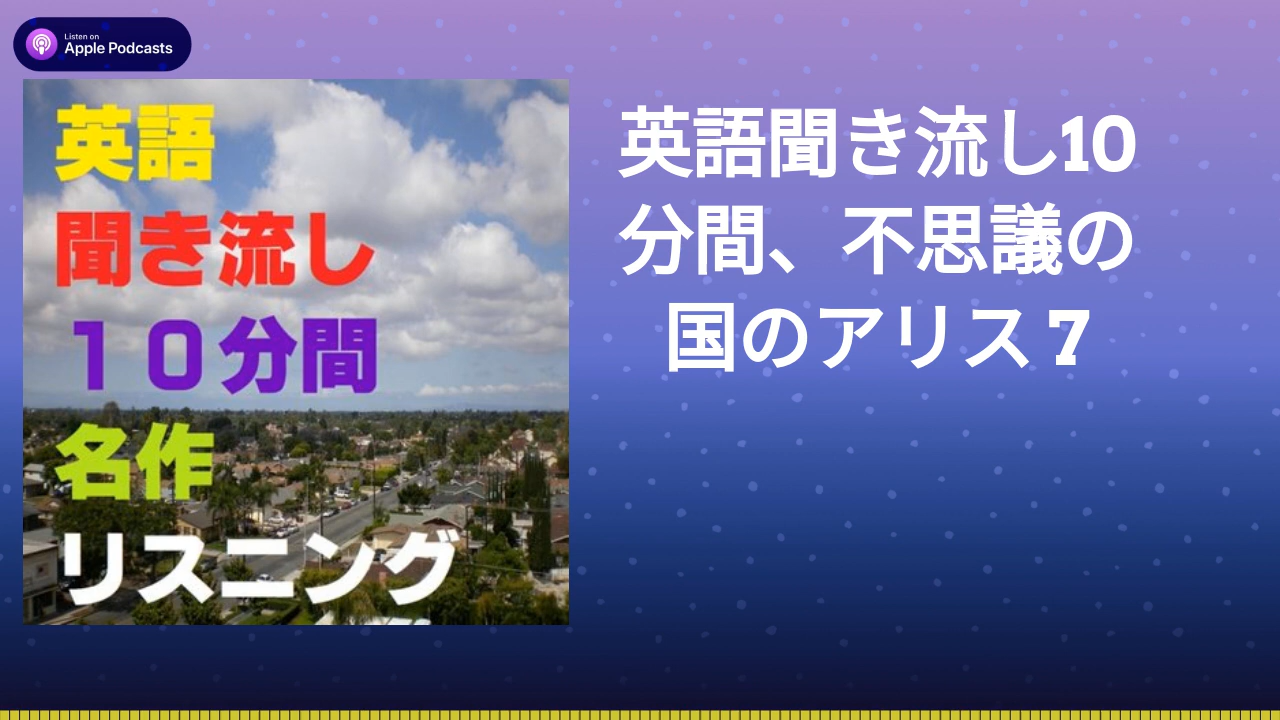 Listen on
Apple Podcasts
英語
聞き流し
１０分間
名作
リスニング
英語聞き流し10
分間、不思議の
国のアリス 7